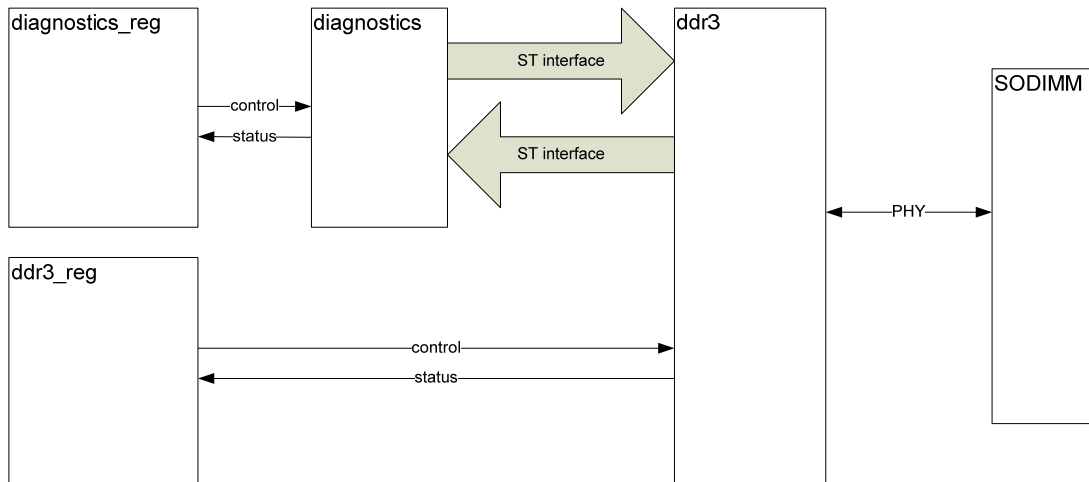 diagnostics_reg
diagnostics
ddr3
ST interface
SODIMM
control
status
ST interface
PHY
ddr3_reg
control
status